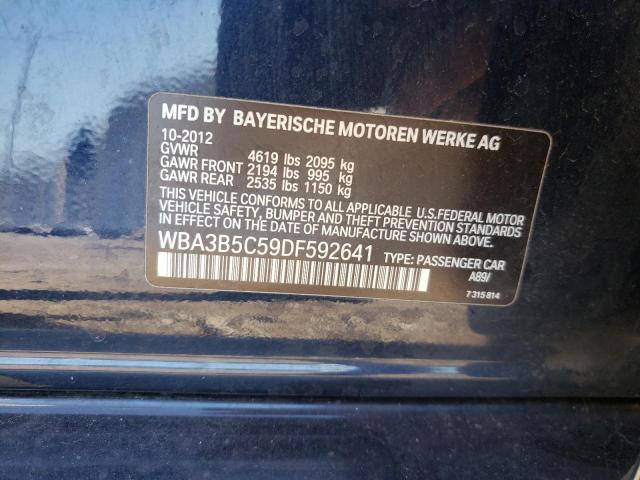 MFD BY BAYERISCHE MOTOREN WERKE AG
10-2012
GVWR 4619 lbs 2095 kg
GAWR FRONT 2194 lbs 995 kg
GAWR REAR 2535 lbs 1150 kg
THIS VEHICLE CONFORMS TO ALL APPLICABLE U.S.FEDERAL MOTOR
VEHICLE SAFETY, BUMPER AND THEFT PREVENTION STANDARDS
IN EFFECT ON THE DATE OF MANUFACTURE SHOWN ABOVE.
WBA3B5C59DF592641 TYPE: PASSENGER CAR
A89/
7 315 814